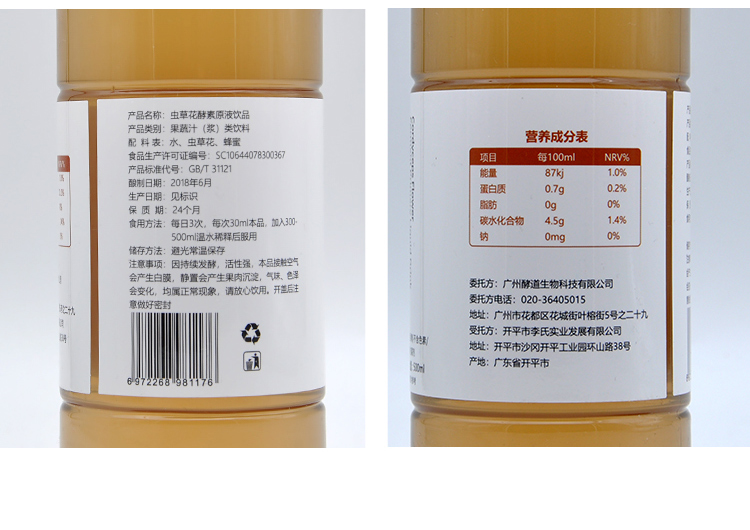 产品名称：虫草花酵素原液饮品
产品类别：果蔬汁（浆）类饮料
配 料 表：水、虫草花、蜂蜜
食品生产许可证编号：SC10644078300367
产品标准代号：GB/T 31121
酿制日期：2018年6月
生产日期：见标识
保 质 期：24个月
食用方法：每日3次，每次30ml本品，加入300-
500ml温水稀释后服用
储存方法：避光常温保存
注意事项：因持续发酵，活性强，本品接触空气
会产生白膜，静置会产生果肉沉淀，气味、色泽
会变化，均属正常现象，请放心饮用。开盖后注
意做好密封
6 972268 981176
营养成分表
项目 每100ml NRV%
能量 87kj 1.0%
蛋白质 0.7g 0.2%
脂肪 0g 0%
碳水化合物 4.5g 1.4%
钠 0mg 0%
委托方：广州酵道生物科技有限公司
委托方电话：020-36405015
地址：广州市花都区花城街叶榕街5号之二十九
受托方：开平市李氏实业发展有限公司
地址：开平市沙冈开平工业园环山路38号
产地：广东省开平市